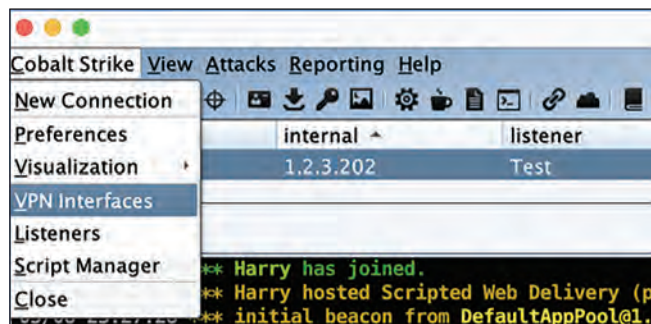 Cobalt Strike View Attacks Reporting Help
New Connection
Preferences
internal listener
Visualization
1.2.3.202 Test
VPN Interfaces
Listeners
Script Manager
** Harry has joined.
Close
** Harry hosted Scripted Web Delivery (p
** initial beacon from DefaultAppPool@1.